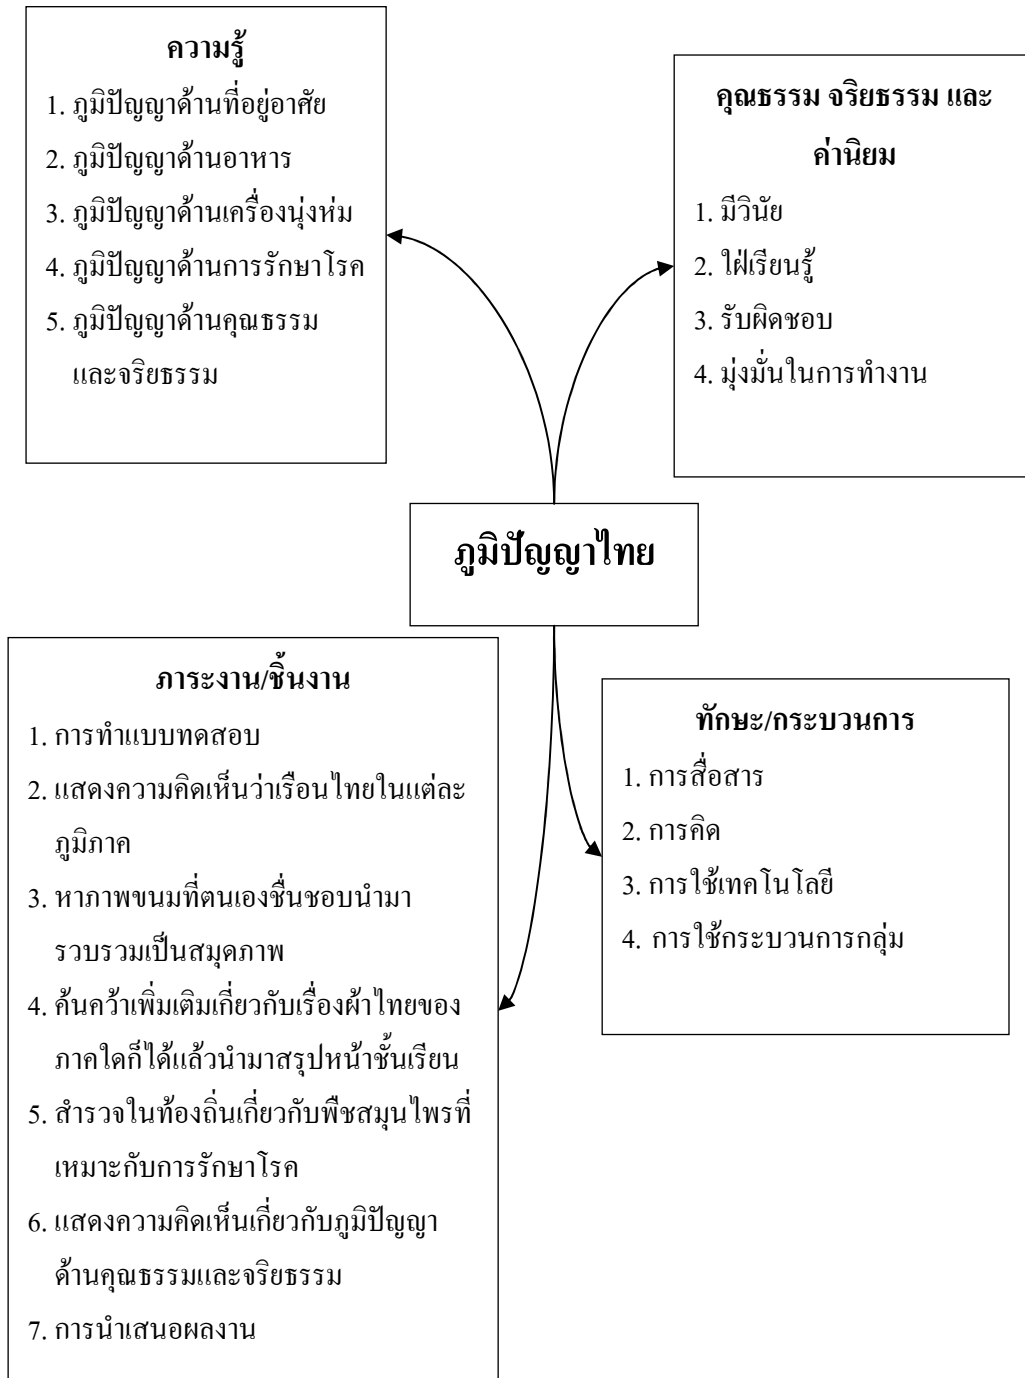 ความรู้
1. ภูมิปัญญาด้านที่อยู่อาศัย
2. ภูมิปัญญาด้านอาหาร
3. ภูมิปัญญาด้านเครื่องนุ่งห่ม
4. ภูมิปัญญาด้านการรักษาโรค
5. ภูมิปัญญาด้านคุณธรรม
และจริยธรรม
คุณธรรม จริยธรรม และ
ค่านิยม
1. มีวินัย
2. ใฝ่เรียนรู้
3. รับผิดชอบ
4. มุ่งมั่นในการทำงาน
ภูมิปัญญาไทย
ภาระงาน/ชิ้นงาน
1. การทำแบบทดสอบ
2. แสดงความคิดเห็นว่าเรือนไทยในแต่ละ
ภูมิภาค
3. หาภาพขนมที่ตนเองชื่นชอบนำมา
รวบรวมเป็นสมุดภาพ
4. ค้นคว้าเพิ่มเติมเกี่ยวกับเรื่องผ้าไทยของ
ภาคใดก็ได้แล้วนำมาสรุปหน้าชั้นเรียน
5. สำรวจในท้องถิ่นเกี่ยวกับพืชสมุนไพรที่
เหมาะกับการรักษาโรค
6. แสดงความคิดเห็นเกี่ยวกับภูมิปัญญา
ด้านคุณธรรมและจริยธรรม
7. การนำเสนอผลงาน
ทักษะ/กระบวนการ
1. การสื่อสาร
2. การคิด
3. การใช้เทคโนโลยี
4. การใช้กระบวนการกลุ่ม